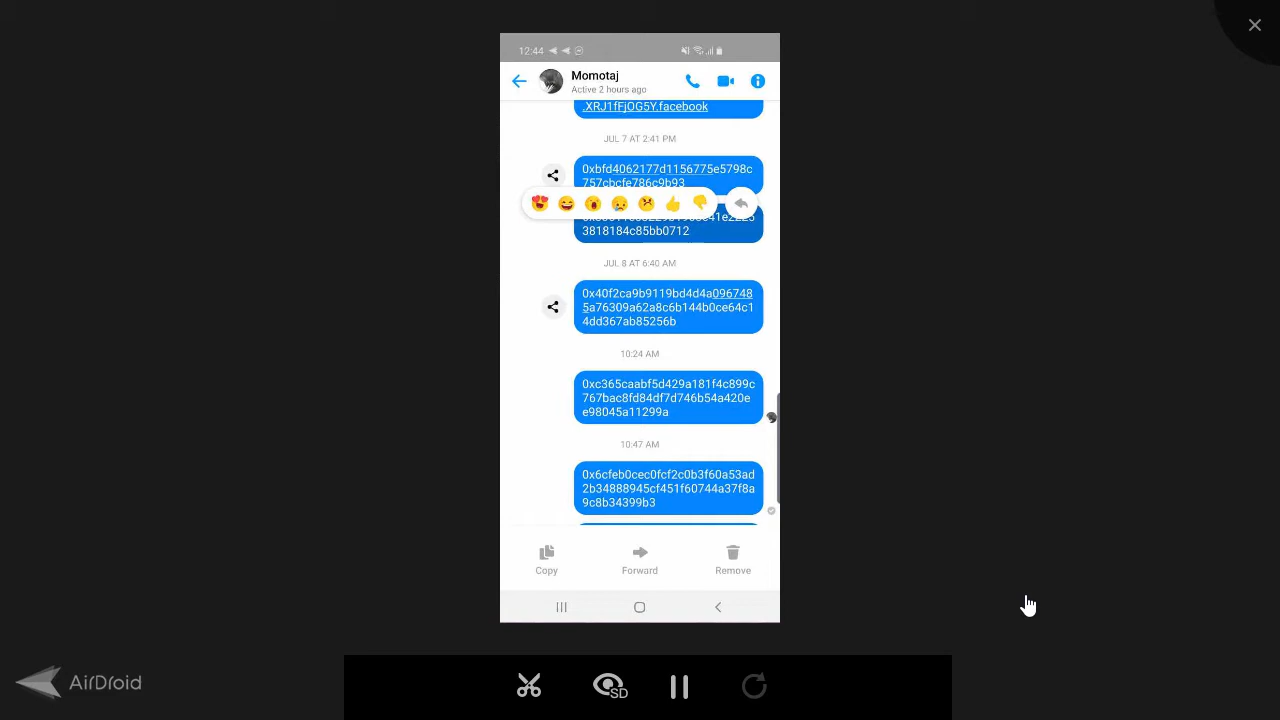 12:44
Momotaj
Active 2 hours ago
.XRJ1fFjOG5Y.facebook
JUL 7 AT 2:41 PM
0xbfd4062177d1156775e5798c
757cbcfe786c9b93
3818184c85bb0712
JUL 8 AT 6:40 AM
0x40f2ca9b9119bd4d4a096748
5a76309a62a8c6b144b0ce64c1
4dd367ab85256b
10:24 AM
0xc365caabf5d429a181f4c899c
767bac8fd84df7d746b54a420e
e98045a11299a
10:47 AM
0x6cfeb0cec0fcf2c0b3f60a53ad
2b34888945cf451f60744a37f8a
9c8b34399b3
Copy
Forward
Remove
AirDroid
SD